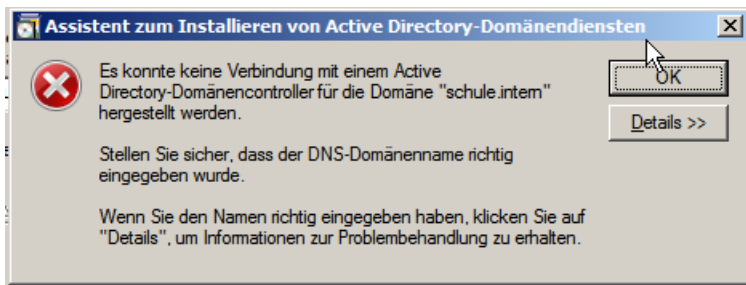 Assistent zum Installieren von Active Directory-Domänendiensten
Es konnte keine Verbindung mit einem Active
Directory-Domänencontroller für die Domäne "schule.intern"
hergestellt werden.
Stellen Sie sicher, dass der DNS-Domänenname richtig
eingegeben wurde.
Wenn Sie den Namen richtig eingegeben haben, klicken Sie auf
"Details", um Informationen zur Problembehandlung zu erhalten.
OK
Details >>